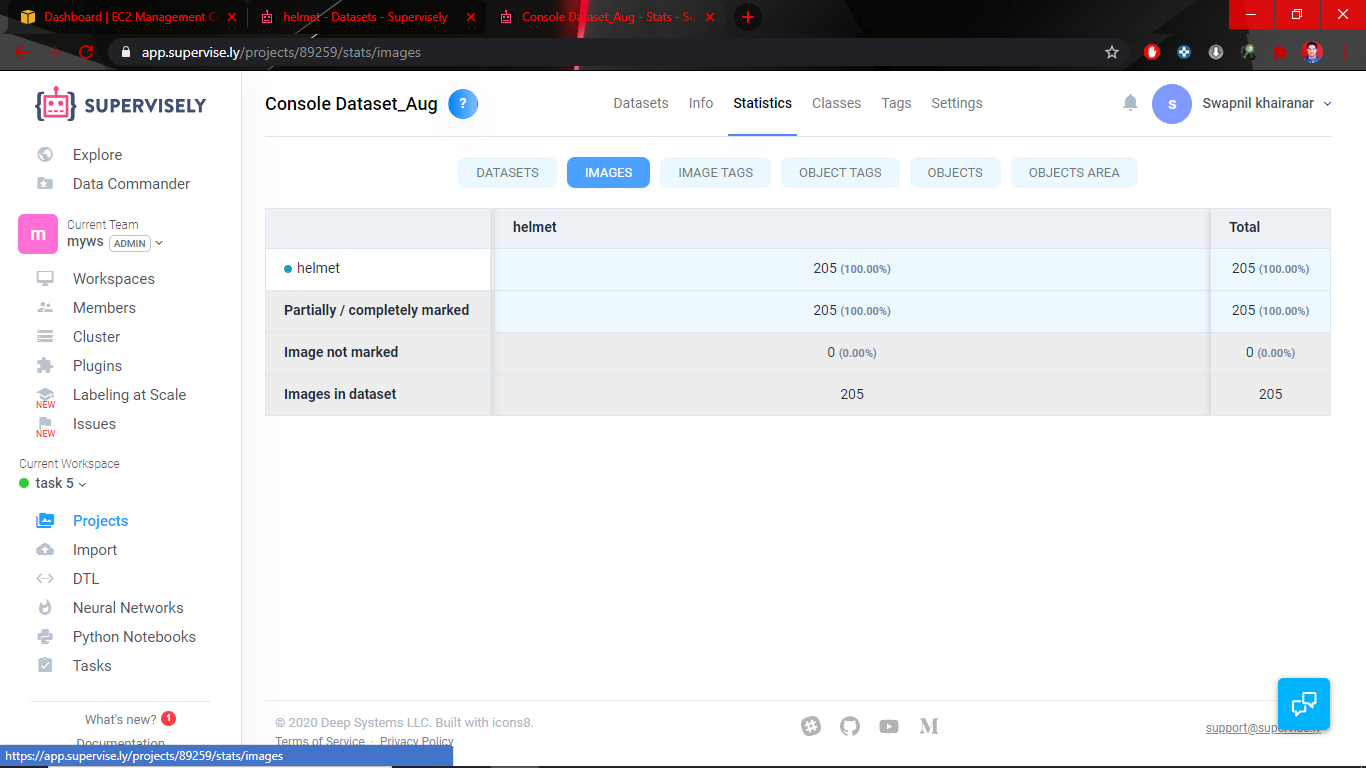 Dashboard | EC2 Management C
helmet - Datasets - Supervisely
Console Dataset_Aug - Stats - Su
app.supervise.ly/projects/89259/stats/images
SUPERVISELY
Console Dataset_Aug ?
Datasets Info Statistics Classes Tags Settings
s Swapnil khairanar
Explore
Data Commander
m Current Team
myws ADMIN
Workspaces
Members
Cluster
Plugins
Labeling at Scale
NEW
Issues
NEW
Current Workspace
task 5
Projects
Import
DTL
Neural Networks
Python Notebooks
Tasks
What's new? 1
Documentation
DATASETS IMAGES IMAGE TAGS OBJECT TAGS OBJECTS OBJECTS AREA
helmet Total
helmet 205 (100.00%) 205 (100.00%)
Partially / completely marked 205 (100.00%) 205 (100.00%)
Image not marked 0 (0.00%) 0 (0.00%)
Images in dataset 205 205
© 2020 Deep Systems LLC. Built with icons8.
Terms of Service · Privacy Policy
support@supervise.ly
https://app.supervise.ly/projects/89259/stats/images